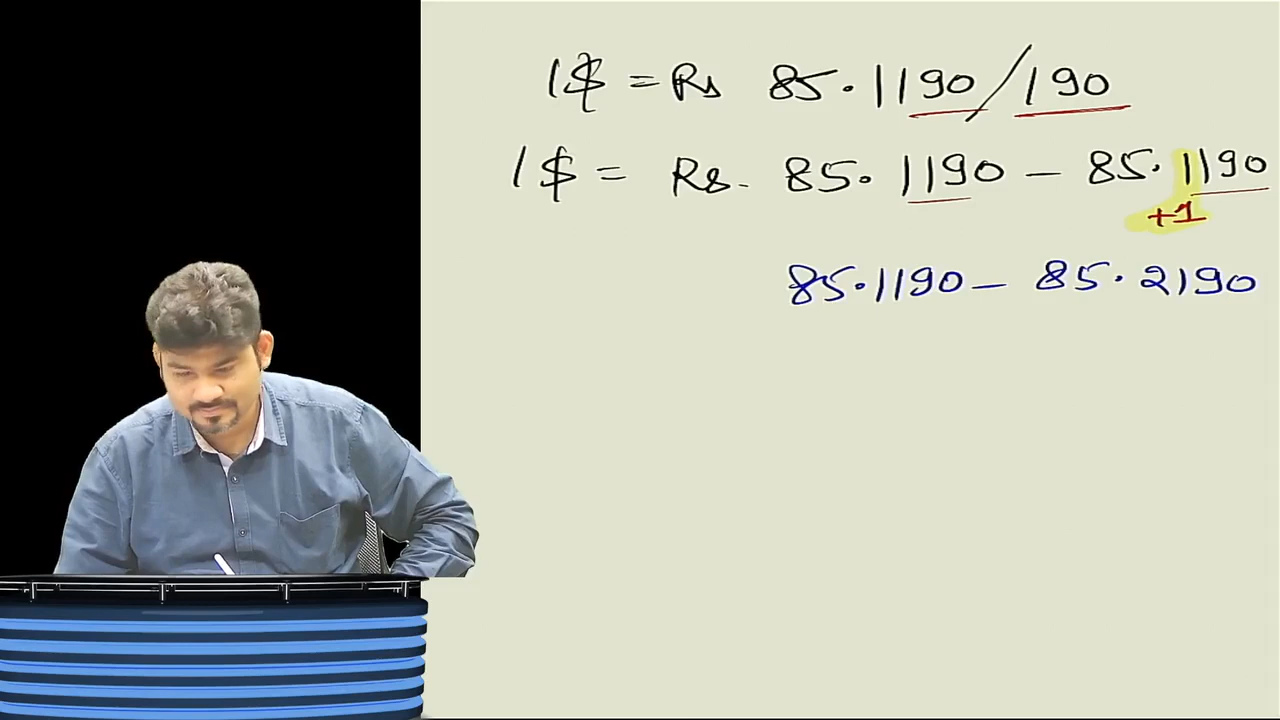 1$ = Rs 85.1190/190
1$ = Rs. 85.1190 – 85.1190
+1
85.1190 – 85.2190